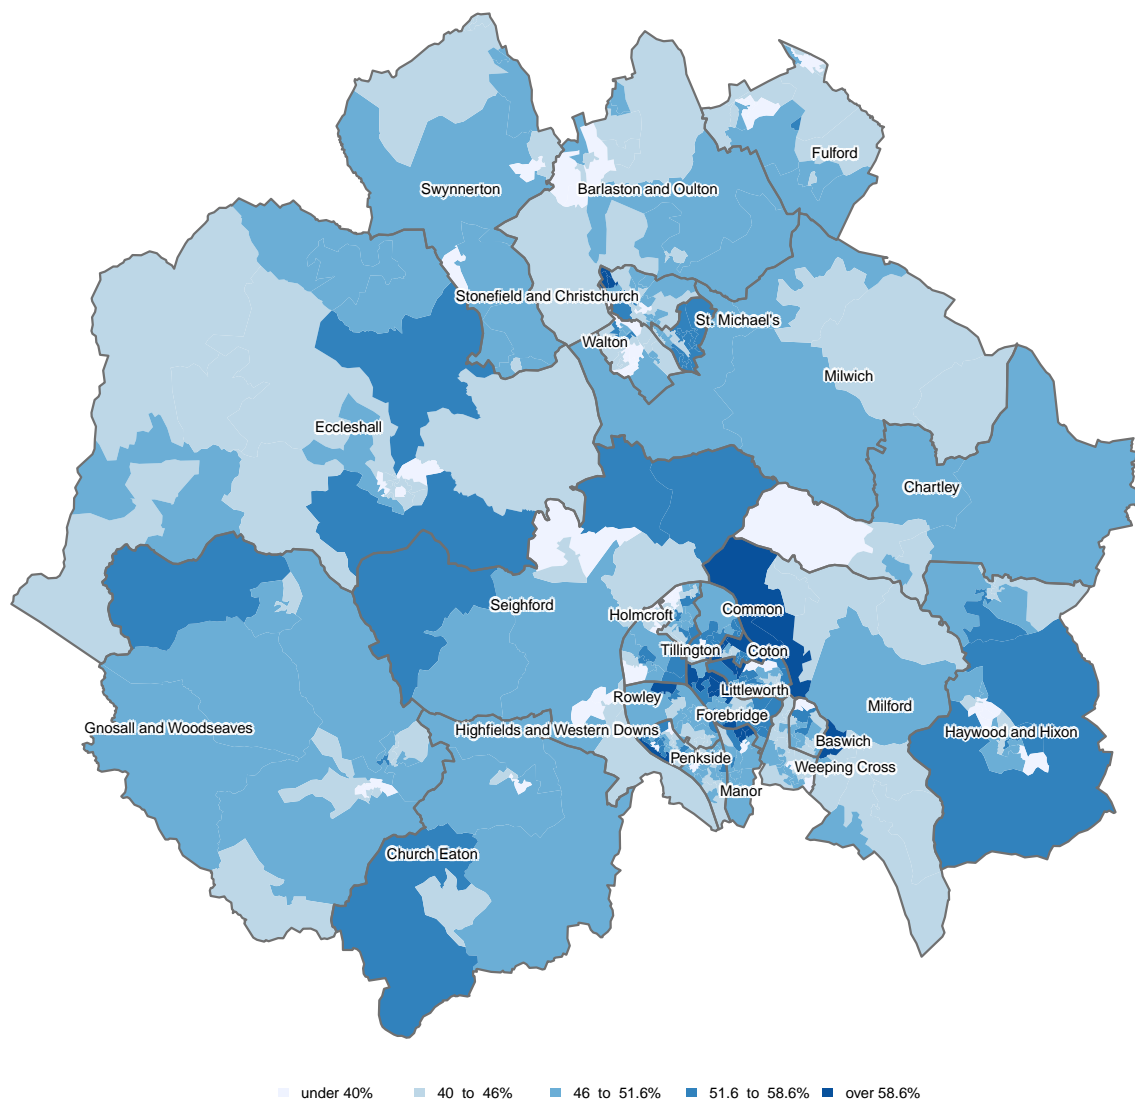 Fulford
Swynnerton
Barlaston and Oulton
Stonefield and Christchurch
St. Michael's
Walton
Milwich
Eccleshall
Chartley
Seighford
Holmcroft
Common
Tillington
Coton
Rowley
Littleworth
Forebridge
Milford
Gnosall and Woodseaves
Highfields and Western Downs
Haywood and Hixon
Baswich
Penkside
Weeping Cross
Manor
Church Eaton
under 40% 40 to 46% 46 to 51.6% 51.6 to 58.6% over 58.6%